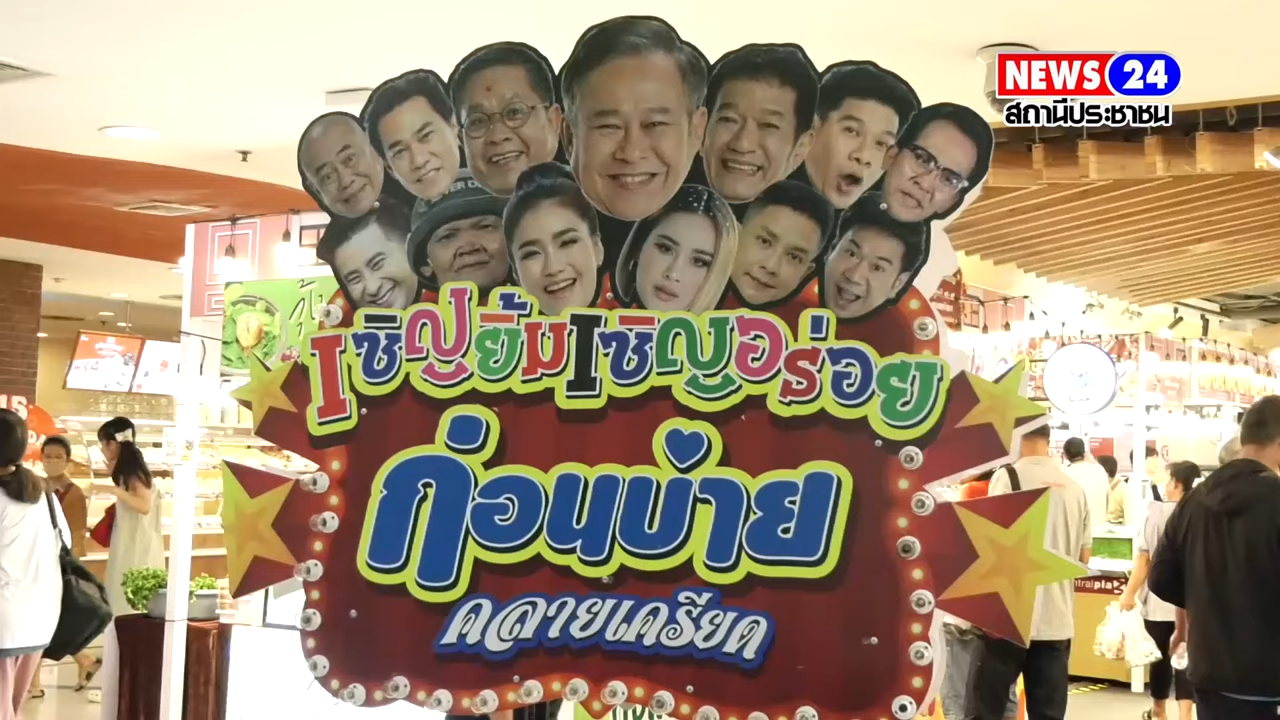 NEWS 24
สถานีประชาชน
เชิญยิ้มเชิญอร่อย
ก่อนบ่าย
คลายเครียด